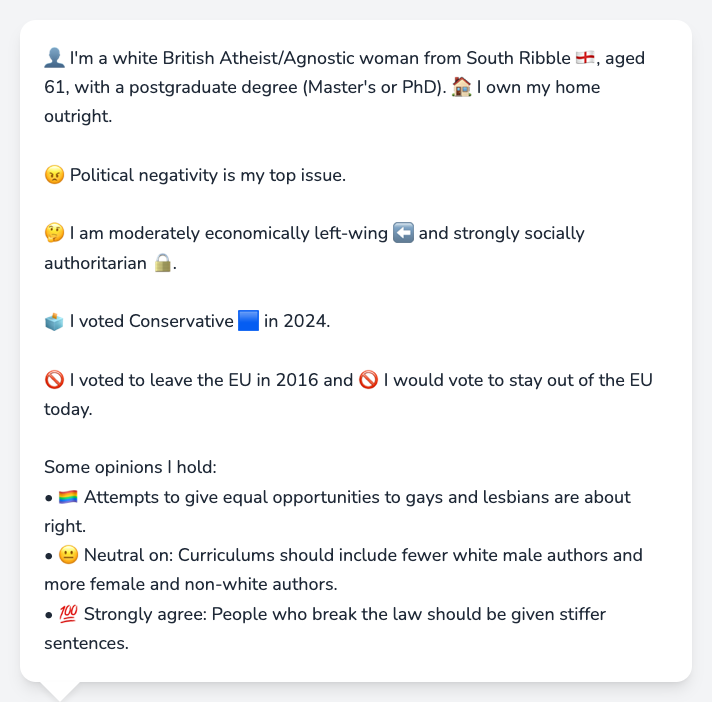 👤 I'm a white British Atheist/Agnostic woman from South Ribble 🏴󠁧󠁢󠁥󠁮󠁧󠁿, aged
61, with a postgraduate degree (Master's or PhD). 🏠 I own my home
outright.
😠 Political negativity is my top issue.
🤔 I am moderately economically left-wing ⬅️ and strongly socially
authoritarian 🔒.
🗳️ I voted Conservative 🟦 in 2024.
🚫 I voted to leave the EU in 2016 and 🚫 I would vote to stay out of the EU
today.
Some opinions I hold:
• 🏳️‍🌈 Attempts to give equal opportunities to gays and lesbians are about
right.
• 😐 Neutral on: Curriculums should include fewer white male authors and
more female and non-white authors.
• 💯 Strongly agree: People who break the law should be given stiffer
sentences.